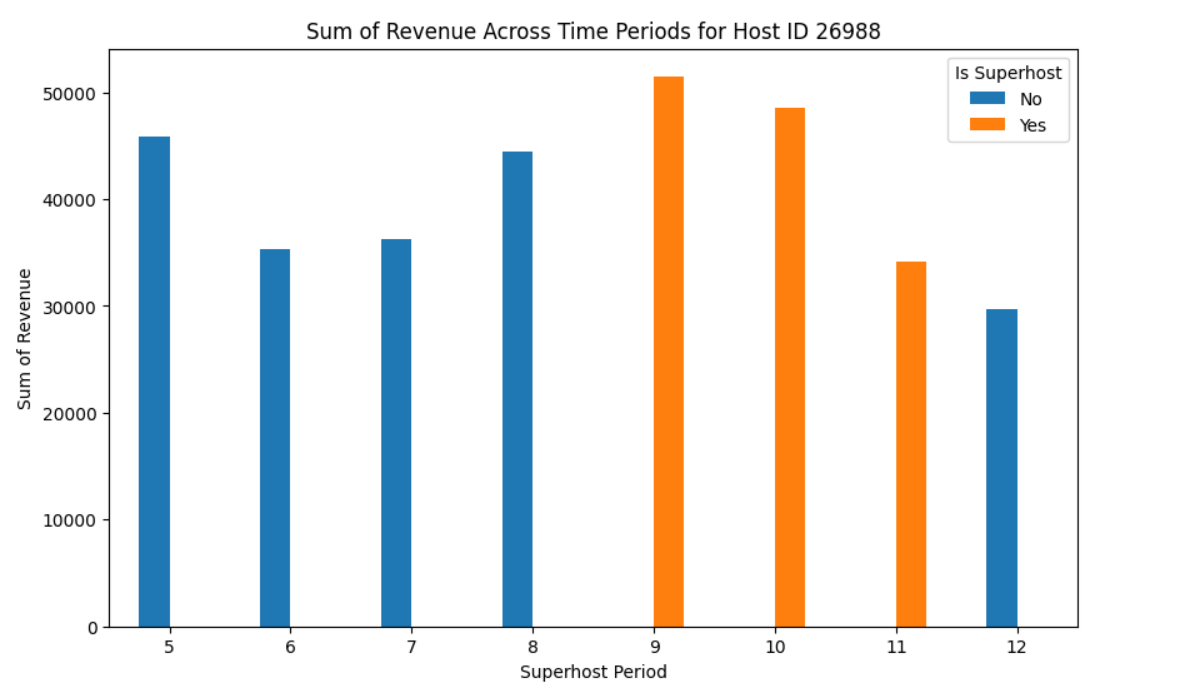 Sum of Revenue Across Time Periods for Host ID 26988
Is Superhost
No
Yes
50000
40000
30000
20000
10000
0
Sum of Revenue
5 6 7 8 9 10 11 12
Superhost Period